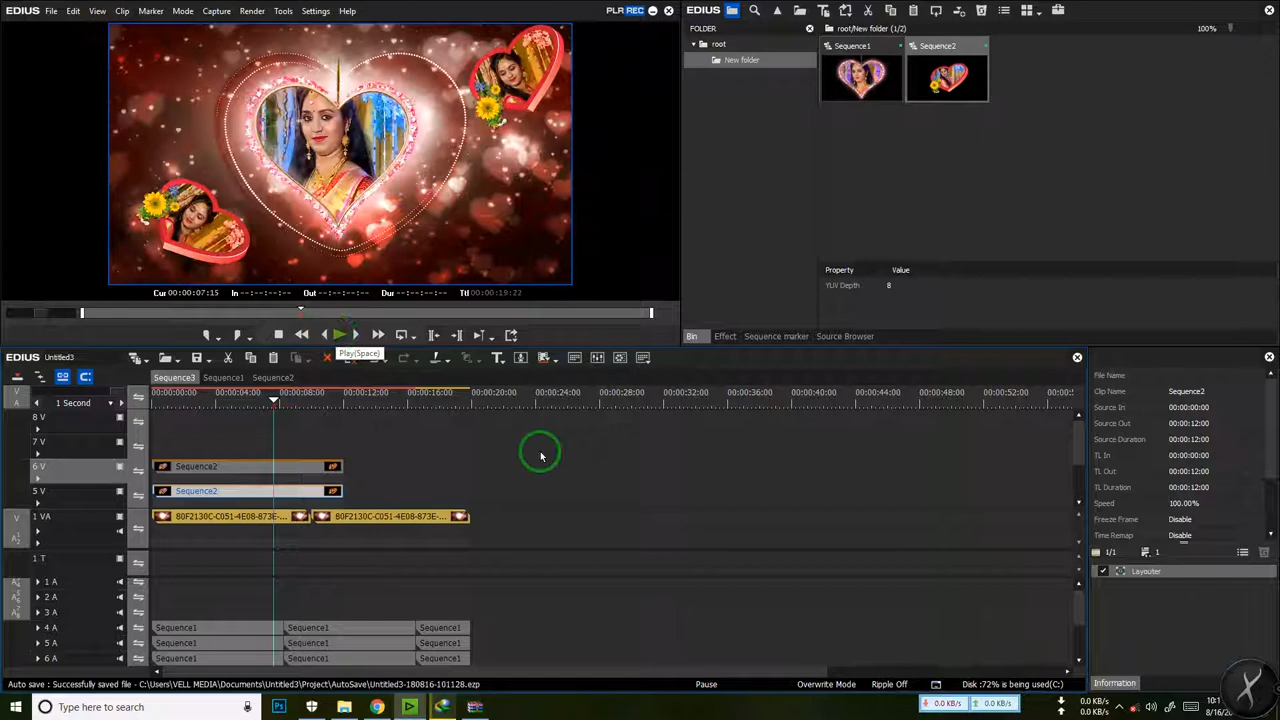 EDIUS File Edit View Clip Marker Mode Capture Render Tools Settings Help PLR REC
EDIUS
FOLDER
root/New folder (1/2)
100%
root
New folder
Sequence1
Sequence2
Property Value
YUV Depth 8
Cur 00:00:07:15 In --:--:--:-- Out --:--:--:-- Dur --:--:--:-- Ttl 00:00:19:22
Play(Space)
Bin Effect Sequence marker Source Browser
EDIUS Untitled3
Sequence3 Sequence1 Sequence2
V
A
1 Second
00:00:00:00 00:00:04:00 00:00:08:00 00:00:12:00 00:00:16:00 00:00:20:00 00:00:24:00 00:00:28:00 00:00:32:00 00:00:36:00 00:00:40:00 00:00:44:00 00:00:48:00 00:00:52:00
8 V
7 V
6 V Sequence2
5 V Sequence2
V 1 VA 80F2130C-C051-4E08-873E-... 80F2130C-C051-4E08-873E-...
1 T
1 A
2 A
3 A
4 A Sequence1 Sequence1 Sequence1
5 A Sequence1 Sequence1 Sequence1
6 A Sequence1 Sequence1 Sequence1
File Name
Clip Name Sequence2
Source In 00:00:00:00
Source Out 00:00:12:00
Source Duration 00:00:12:00
TL In 00:00:00:00
TL Out 00:00:12:00
TL Duration 00:00:12:00
Speed 100.00%
Freeze Frame Disable
Time Remap Disable
1/1 1
Layouter
Information
Auto save : Successfully saved file - C:\Users\VELL MEDIA\Documents\Untitled3\Project\AutoSave\Untitled3-180816-101128.ezp
Pause Overwrite Mode Ripple Off Disk :72% is being used(C:)
Type here to search
0.0 KB/s 0.0 KB/s
0.0 KB/s
0.0 KB/s